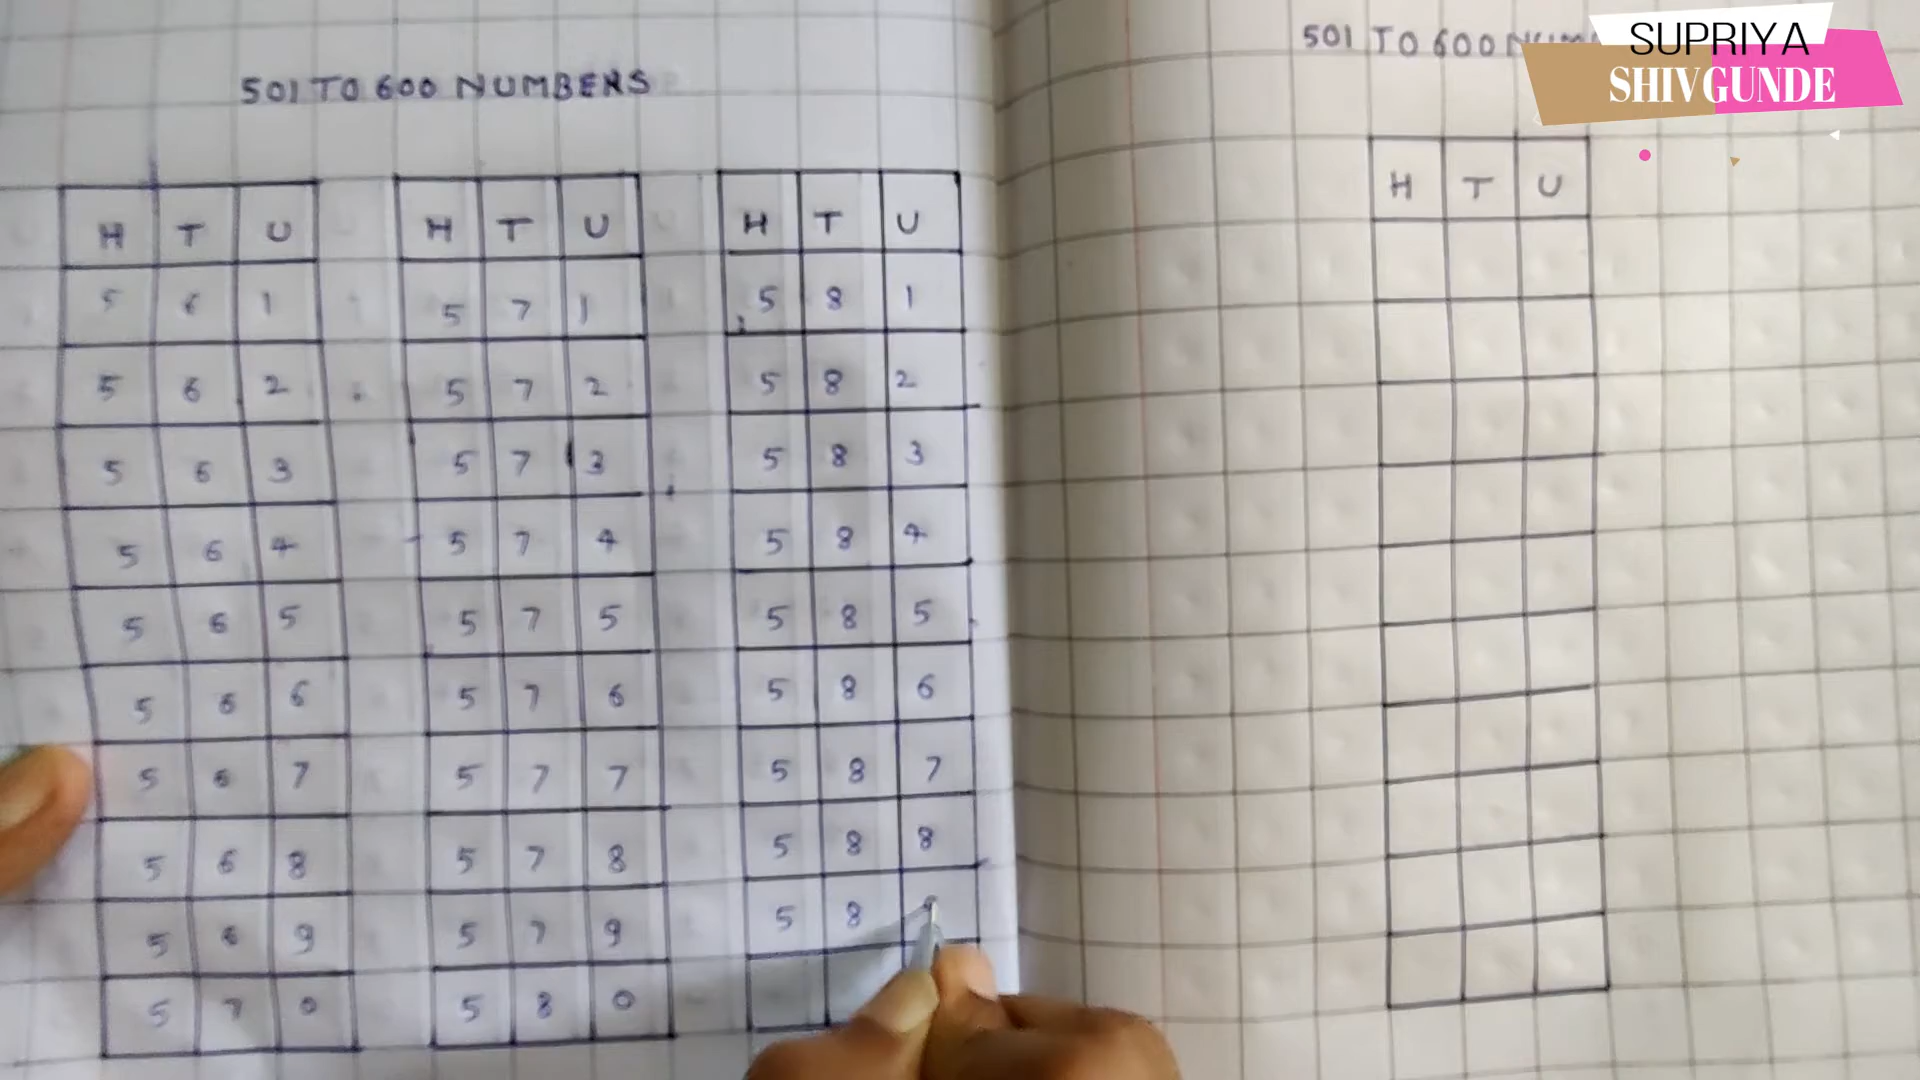 501 TO 600 NUMBERS
H T U
5 6 1
5 6 2
5 6 3
5 6 4
5 6 5
5 6 6
5 6 7
5 6 8
5 6 9
5 7 0
H T U
5 7 1
5 7 2
5 7 3
5 7 4
5 7 5
5 7 6
5 7 7
5 7 8
5 7 9
5 8 0
H T U
5 8 1
5 8 2
5 8 3
5 8 4
5 8 5
5 8 6
5 8 7
5 8 8
5 8
501 TO 600
H T U
SUPRIYA
SHIVGUNDE